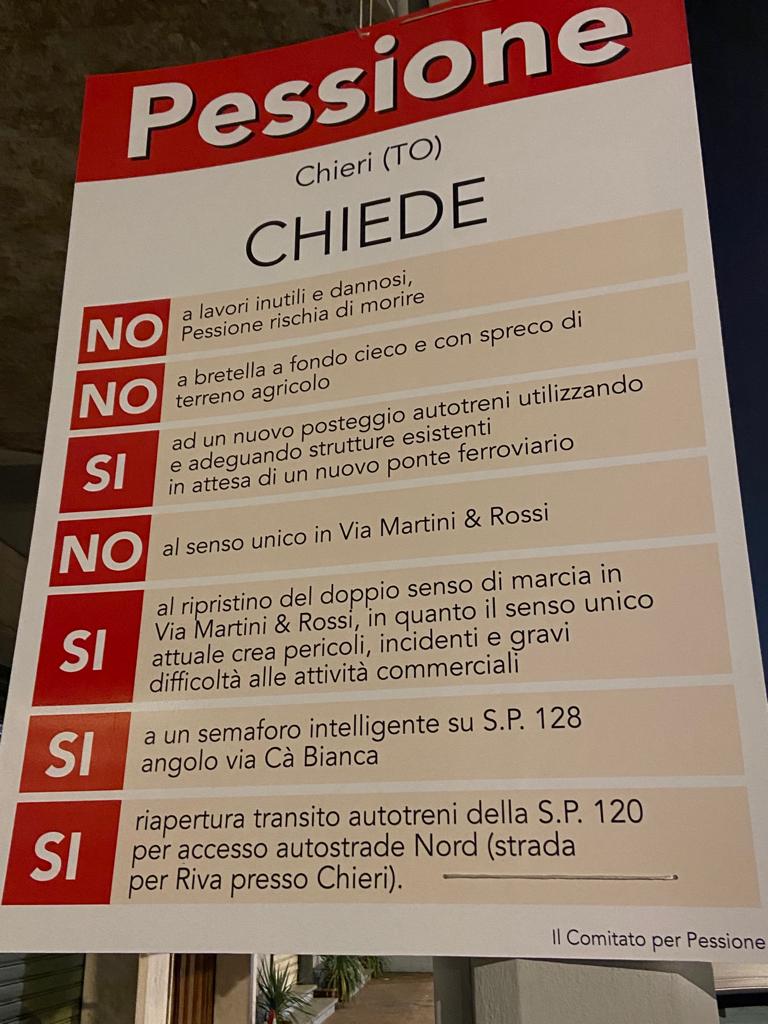 Pessione
Chieri (TO)
CHIEDE
NO
a lavori inutili e dannosi,
Pessione rischia di morire
NO
a bretella a fondo cieco e con spreco di
terreno agricolo
SI
ad un nuovo posteggio autotreni utilizzando
e adeguando strutture esistenti
in attesa di un nuovo ponte ferroviario
NO
al senso unico in Via Martini & Rossi
SI
al ripristino del doppio senso di marcia in
Via Martini & Rossi, in quanto il senso unico
attuale crea pericoli, incidenti e gravi
difficoltà alle attività commerciali
SI
a un semaforo intelligente su S.P. 128
angolo via Cà Bianca
SI
riapertura transito autotreni della S.P. 120
per accesso autostrade Nord (strada
per Riva presso Chieri).
Il Comitato per Pessione